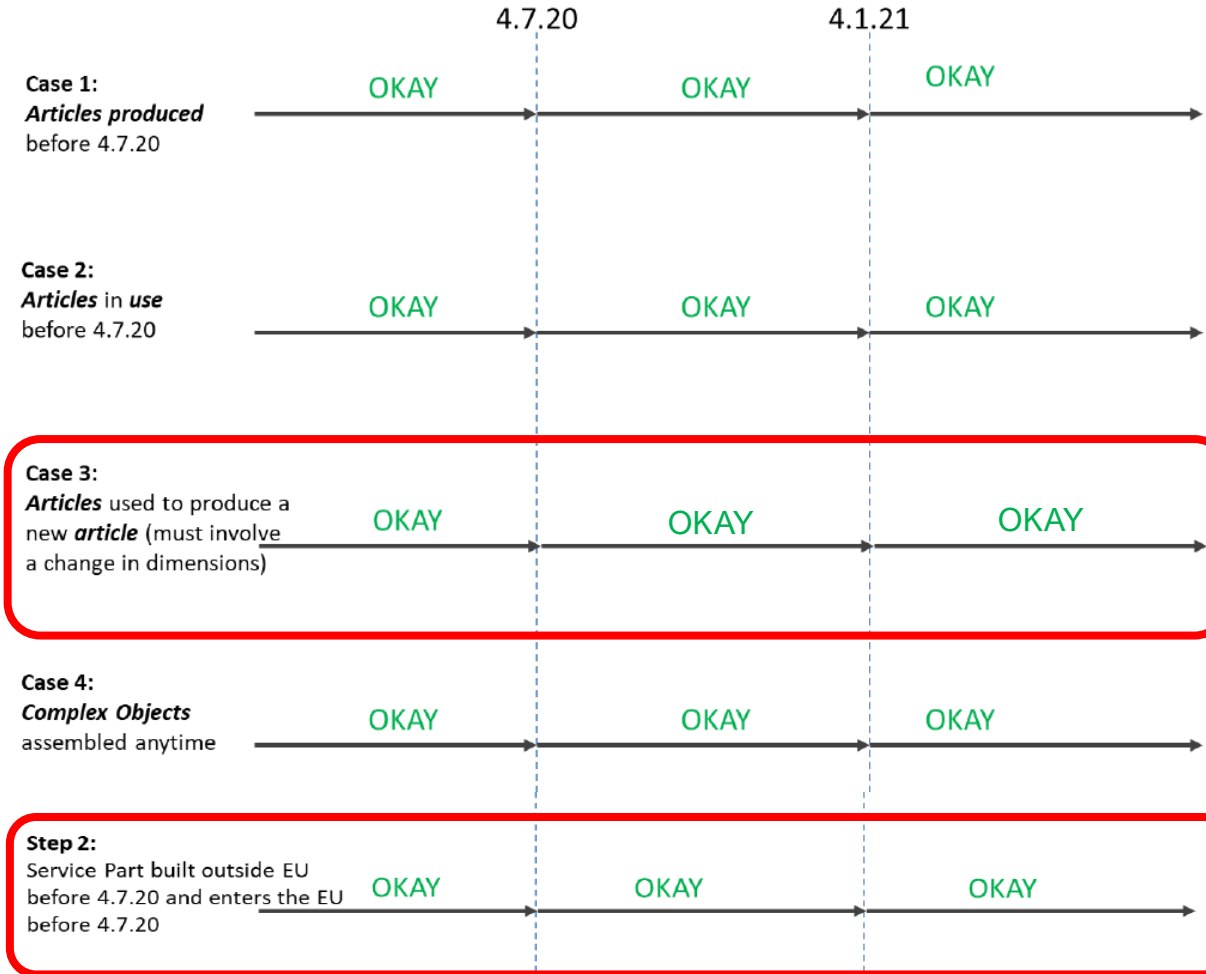 4.7.20 4.1.21
Case 1:
Articles produced
before 4.7.20
OKAY OKAY OKAY
Case 2:
Articles in use
before 4.7.20
OKAY OKAY OKAY
Case 3:
Articles used to produce a
new article (must involve
a change in dimensions)
OKAY OKAY OKAY
Case 4:
Complex Objects
assembled anytime
OKAY OKAY OKAY
Step 2:
Service Part built outside EU
before 4.7.20 and enters the EU
before 4.7.20
OKAY OKAY OKAY